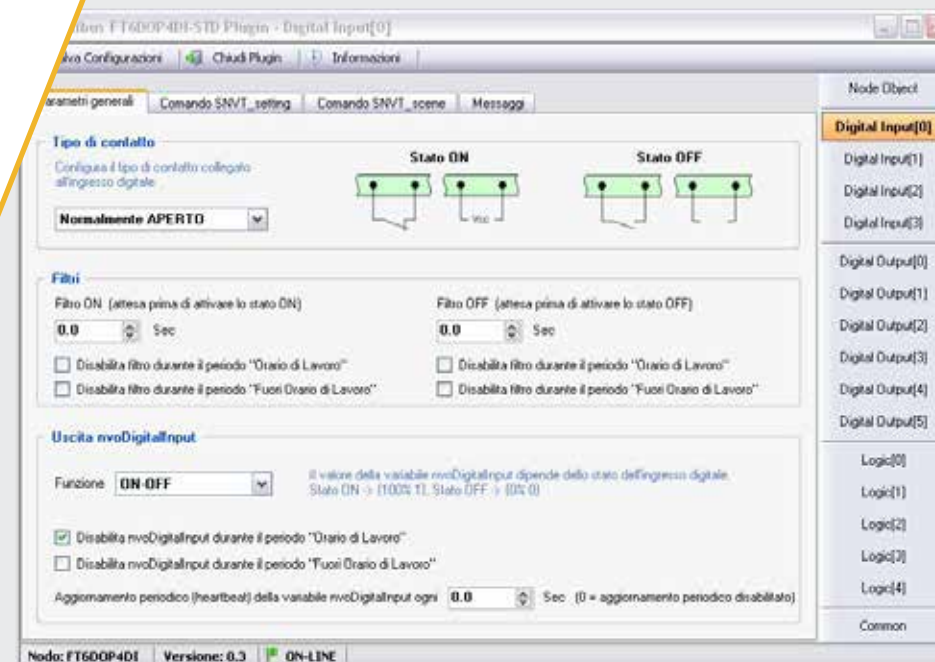 FT6DOP4DI-STD Plugin - Digital Input[0]
Configurazioni Chiudi Plugin Informazioni
Parametri generali Comando SNVT_setting Comando SNVT_scene Messaggi
Tipo di contatto
Configura il tipo di contatto collegato
all'ingresso digitale
Normalmente APERTO
Stato ON
Stato OFF
Vcc
Filtri
Filtro ON (attesa prima di attivare lo stato ON)
0.0 Sec
Disabilita filtro durante il periodo "Orario di Lavoro"
Disabilita filtro durante il periodo "Fuori Orario di Lavoro"
Filtro OFF (attesa prima di attivare lo stato OFF)
0.0 Sec
Disabilita filtro durante il periodo "Orario di Lavoro"
Disabilita filtro durante il periodo "Fuori Orario di Lavoro"
Uscita nvoDigitalInput
Funzione ON-OFF
Il valore della variabile nvoDigitalInput dipende dello stato dell'ingresso digitale.
Stato ON -> (100% 1), Stato OFF -> (0% 0)
Disabilita nvoDigitalInput durante il periodo "Orario di Lavoro"
Disabilita nvoDigitalInput durante il periodo "Fuori Orario di Lavoro"
Aggiornamento periodico (heartbeat) della variabile nvoDigitalInput ogni 0.0 Sec (0 = aggiornamento periodico disabilitato)
Node Object
Digital Input[0]
Digital Input[1]
Digital Input[2]
Digital Input[3]
Digital Output[0]
Digital Output[1]
Digital Output[2]
Digital Output[3]
Digital Output[4]
Digital Output[5]
Logic[0]
Logic[1]
Logic[2]
Logic[3]
Logic[4]
Common
Nodo: FT6DOP4DI Versione: 0.3 ON-LINE